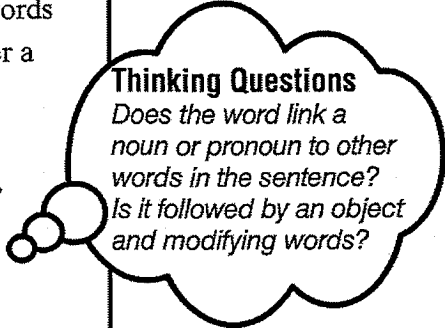 ords
r a
Thinking Questions
Does the word link a
noun or pronoun to other
words in the sentence?
Is it followed by an object
and modifying words?